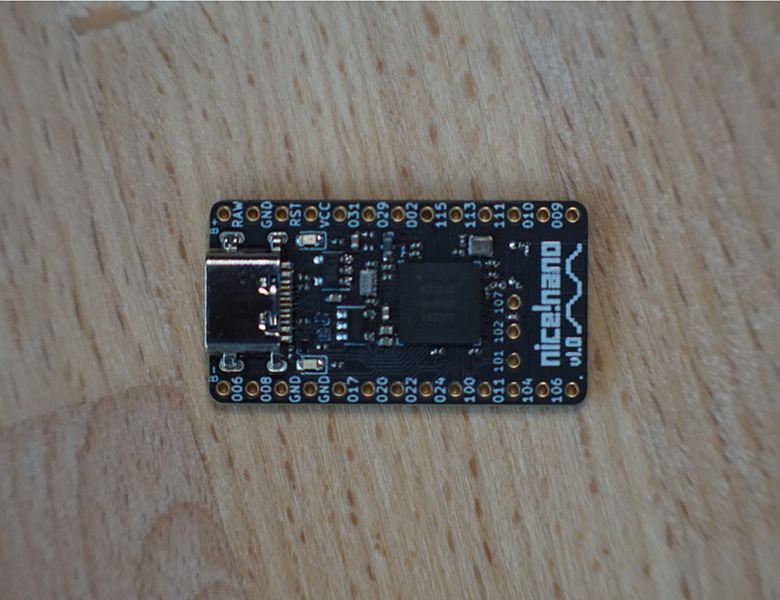 B+ RAW GND RST VCC 031 029 002 115 113 111 010 009
107
102
101
nice!nano
v1.0
B- 006 008 GND GND 017 020 022 024 100 011 104 106